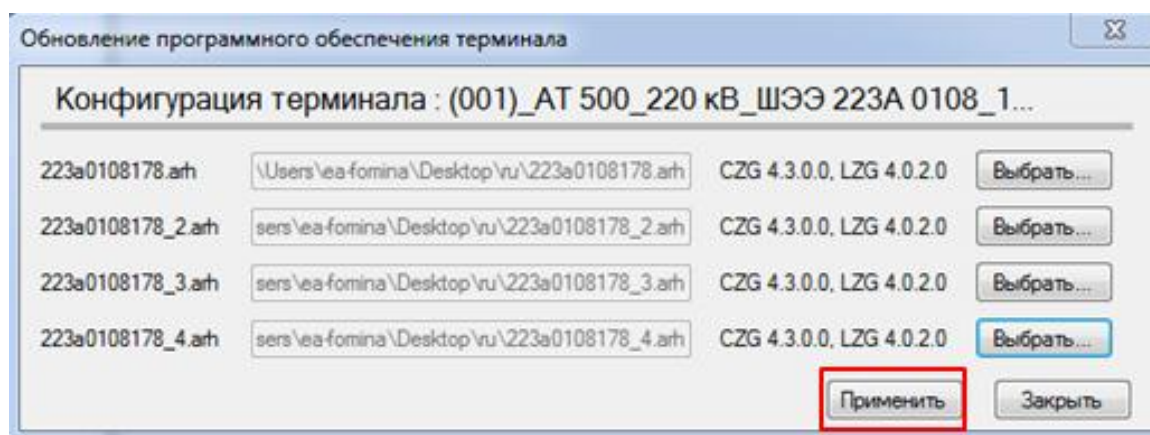 Обновление программного обеспечения терминала
Конфигурация терминала : (001)_АТ 500_220 кВ_ШЭЭ 223А 0108_1...
223a0108178.arh \Users\ea-fomina\Desktop\ru\223a0108178.arh CZG 4.3.0.0, LZG 4.0.2.0 Выбрать...
223a0108178_2.arh sers\ea-fomina\Desktop\ru\223a0108178_2.arh CZG 4.3.0.0, LZG 4.0.2.0 Выбрать...
223a0108178_3.arh sers\ea-fomina\Desktop\ru\223a0108178_3.arh CZG 4.3.0.0, LZG 4.0.2.0 Выбрать...
223a0108178_4.arh sers\ea-fomina\Desktop\ru\223a0108178_4.arh CZG 4.3.0.0, LZG 4.0.2.0 Выбрать...
Применить Закрыть